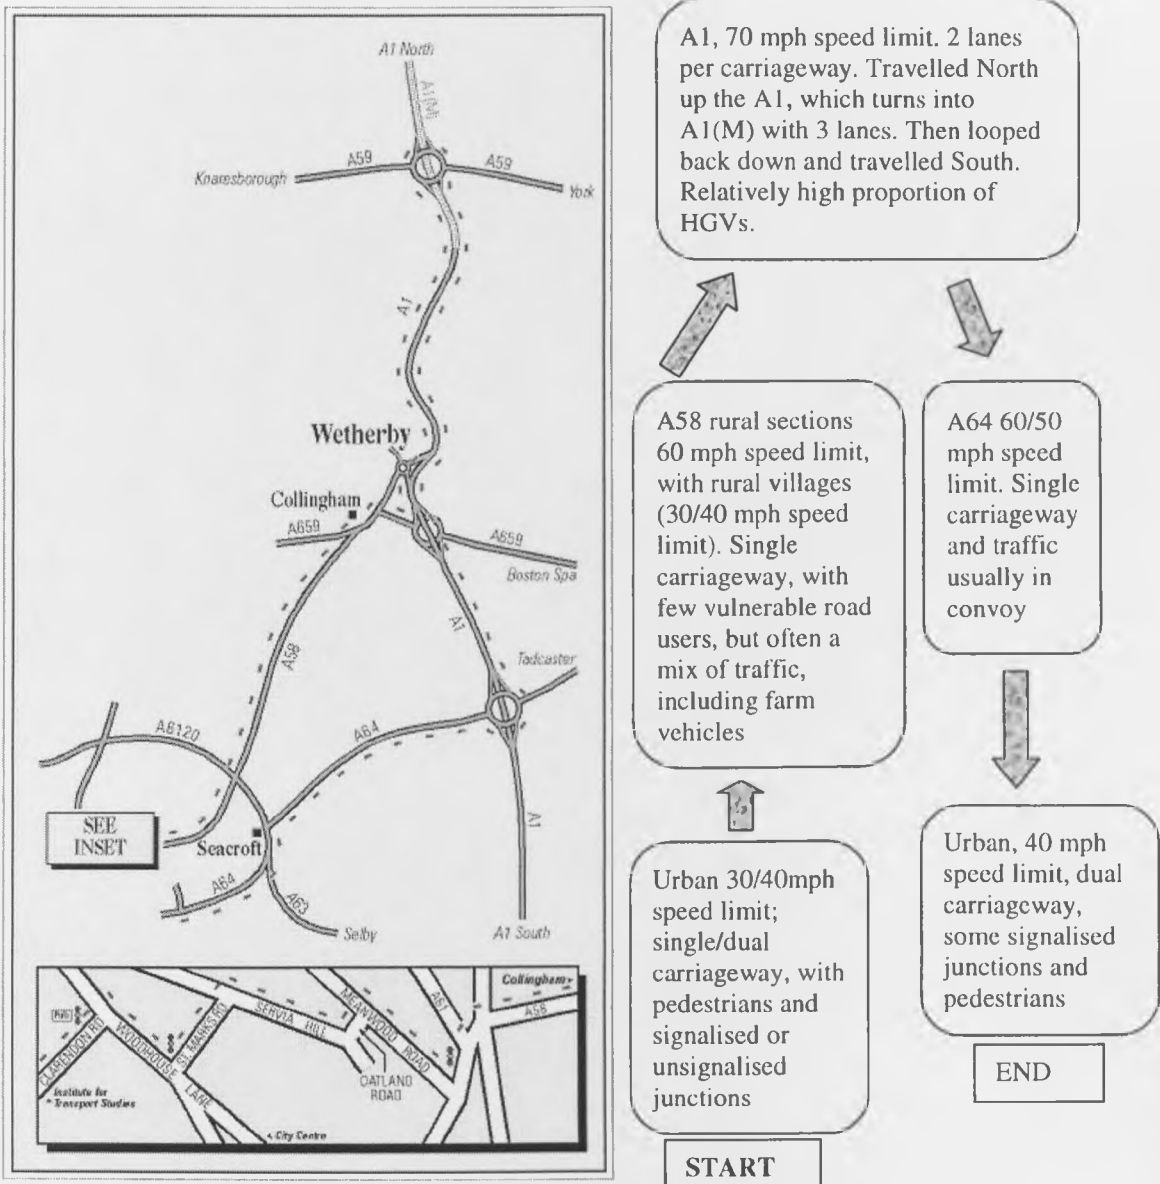 A1 North
A1(M)
A59
A59
Knaresborough
York
A1
Wetherby
Collingham
A659
A659
Boston Spa
A1
A58
Tadcaster
A6120
A64
SEE
INSET
Seacroft
A1
A64
A63
Selby
A1 South
Collingham
A61
A58
MEANWOOD ROAD
SERVIA HILL
ST. MARKS RD
CLARENDON RD
WOODHOUSE LANE
OATLAND
ROAD
Institute for
Transport Studies
City Centre
A1, 70 mph speed limit. 2 lanes
per carriageway. Travelled North
up the A1, which turns into
A1(M) with 3 lanes. Then looped
back down and travelled South.
Relatively high proportion of
HGVs.
A58 rural sections
60 mph speed limit,
with rural villages
(30/40 mph speed
limit). Single
carriageway, with
few vulnerable road
users, but often a
mix of traffic,
including farm
vehicles
A64 60/50
mph speed
limit. Single
carriageway
and traffic
usually in
convoy
Urban 30/40mph
speed limit;
single/dual
carriageway, with
pedestrians and
signalised or
unsignalised
junctions
START
Urban, 40 mph
speed limit, dual
carriageway,
some signalised
junctions and
pedestrians
END